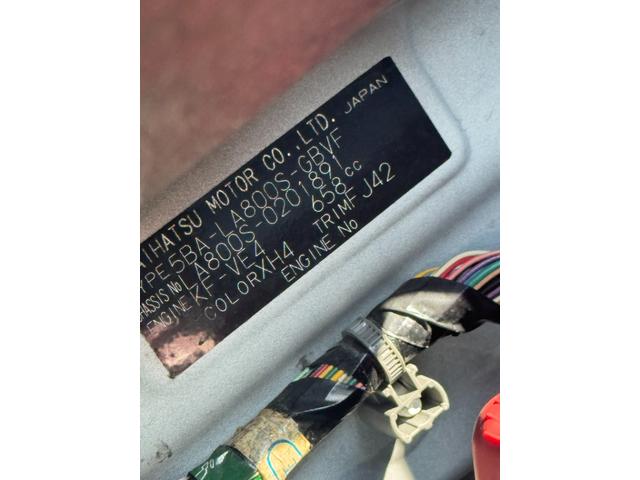 DAIHATSU MOTOR CO.,LTD. JAPAN
TYPE 5BA-LA800S-GBVF
CHASSIS No LA800S-0201891
ENGINE KF-VE4 658cc
COLOR XH4 TRIM FJ42
ENGINE No